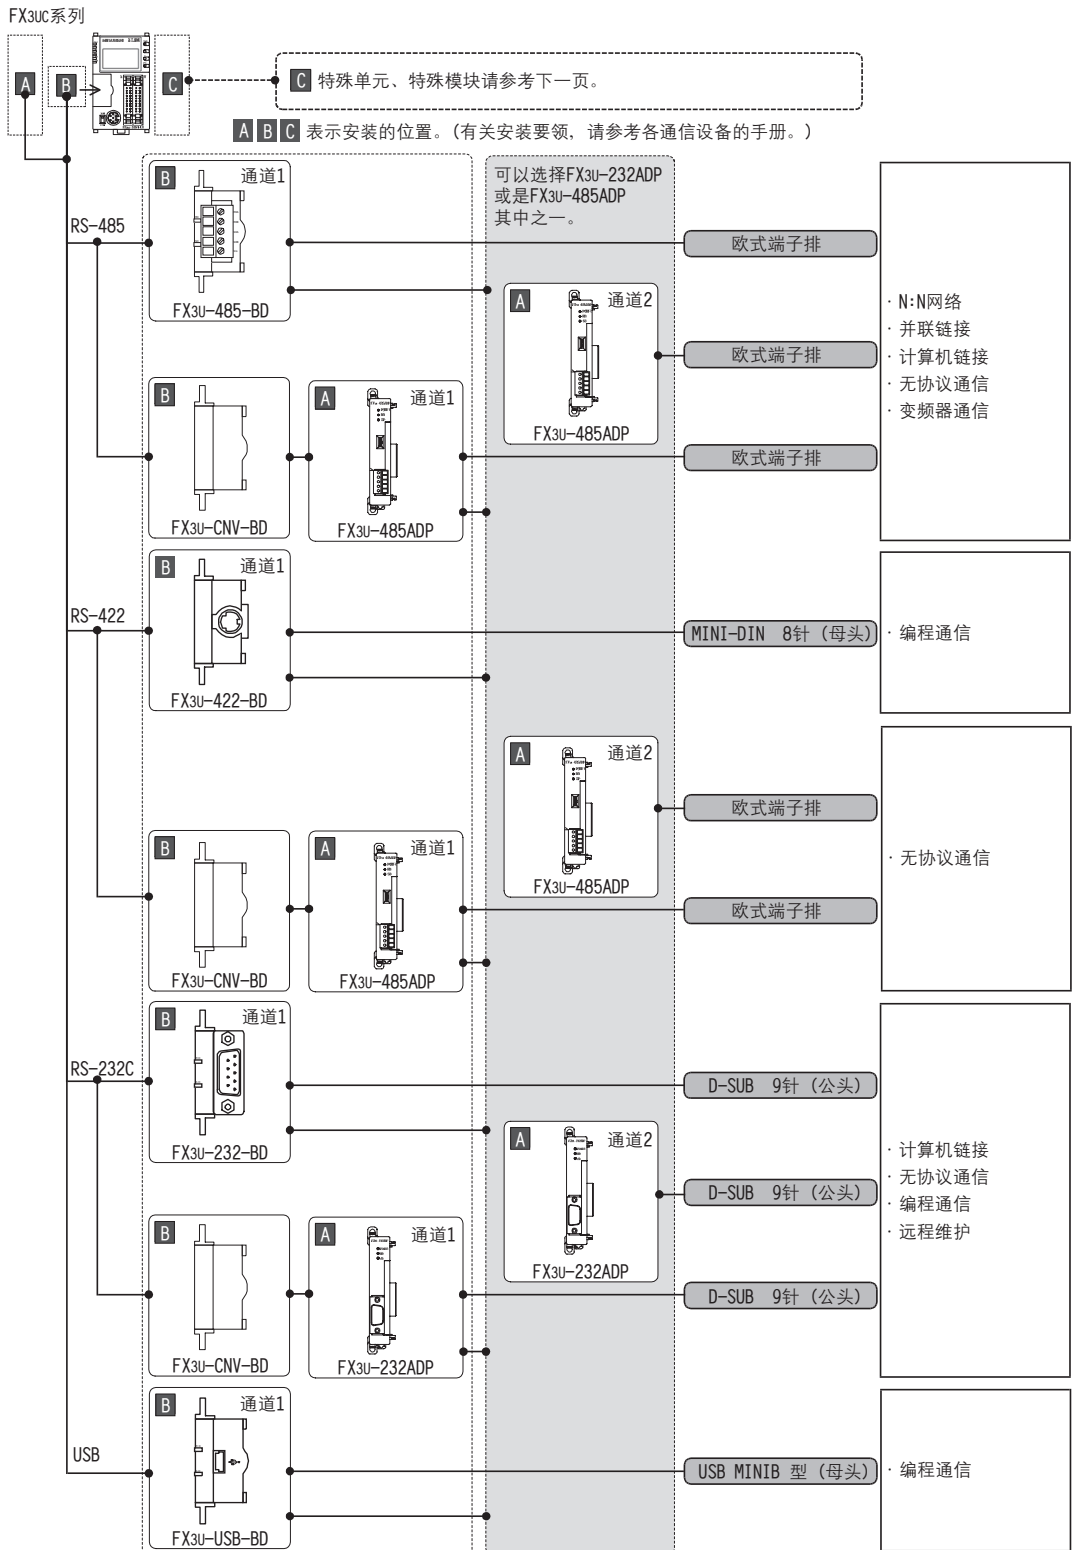 FX3UC系列
A
B
C
C 特殊单元、特殊模块请参考下一页。
A B C 表示安装的位置。(有关安装要领, 请参考各通信设备的手册。)
可以选择FX3U-232ADP
或是FX3U-485ADP
其中之一。
RS-485
B 通道1
FX3U-485-BD
欧式端子排
A 通道2
FX3U-485ADP
欧式端子排
B
FX3U-CNV-BD
A 通道1
FX3U-485ADP
欧式端子排
· N:N网络
· 并联链接
· 计算机链接
· 无协议通信
· 变频器通信
RS-422
B 通道1
FX3U-422-BD
MINI-DIN 8针 (母头)
· 编程通信
A 通道2
FX3U-485ADP
欧式端子排
B
FX3U-CNV-BD
A 通道1
FX3U-485ADP
欧式端子排
· 无协议通信
RS-232C
B 通道1
FX3U-232-BD
D-SUB 9针 (公头)
A 通道2
FX3U-232ADP
D-SUB 9针 (公头)
B
FX3U-CNV-BD
A 通道1
FX3U-232ADP
D-SUB 9针 (公头)
· 计算机链接
· 无协议通信
· 编程通信
· 远程维护
USB
B 通道1
FX3U-USB-BD
USB MINIB 型 (母头)
· 编程通信